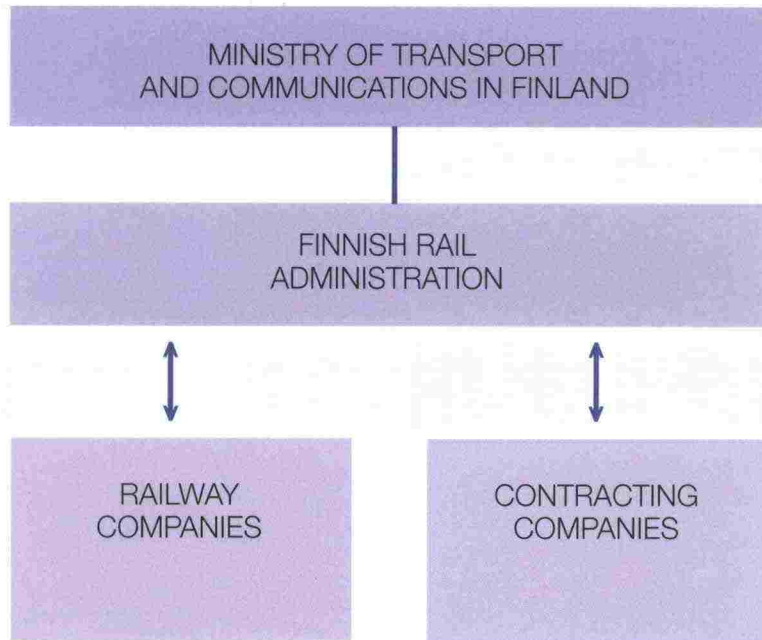 MINISTRY OF TRANSPORT
AND COMMUNICATIONS IN FINLAND
FINNISH RAIL
ADMINISTRATION
RAILWAY
COMPANIES
CONTRACTING
COMPANIES